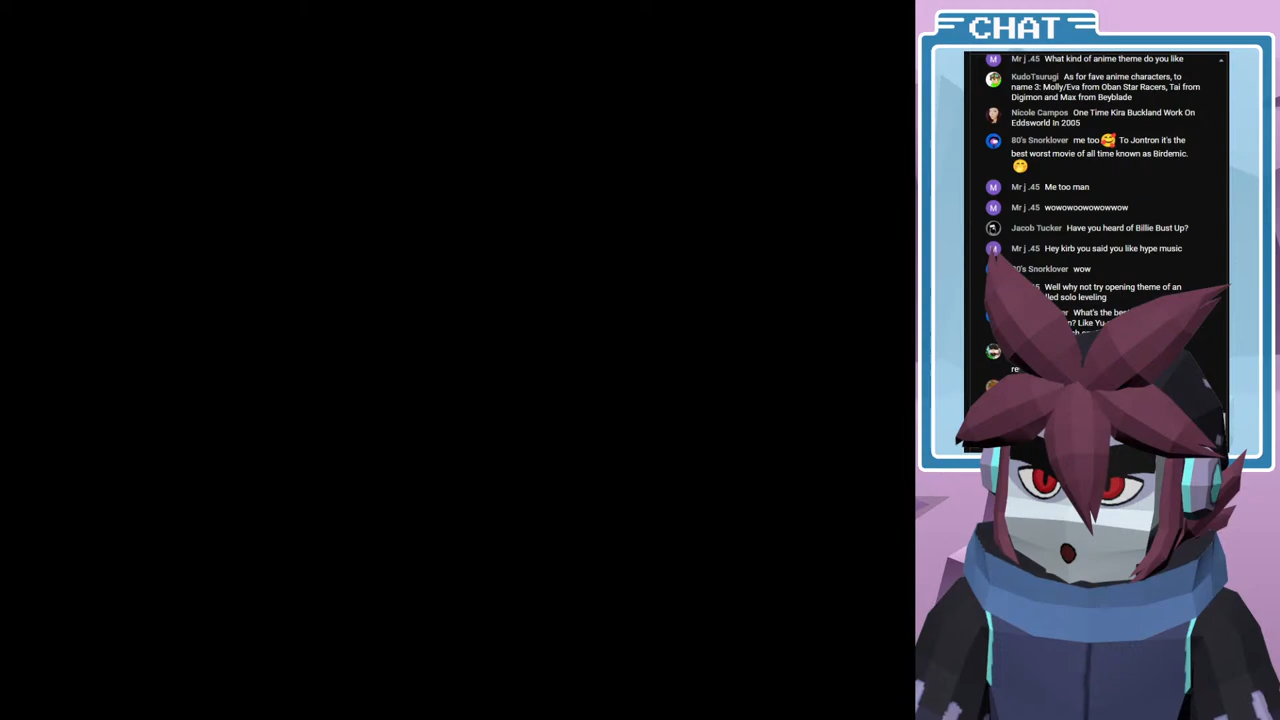 CHAT
Mr j .45 What kind of anime theme do you like
KudoTsurugi As for fave anime characters, to
name 3: Molly/Eva from Oban Star Racers, Tai from
Digimon and Max from Beyblade
Nicole Campos One Time Kira Buckland Work On
Eddsworld In 2005
80's Snorklover me too 🥰 To Jontron it's the
best worst movie of all time known as Birdemic.
🤭
M Mr j .45 Me too man
M Mr j .45 wowowoowowowwow
Jacob Tucker Have you heard of Billie Bust Up?
Mr j .45 Hey kirb you said you like hype music
80's Snorklover wow
Well why not try opening theme of an
lled solo leveling
What's the
n? Like
re